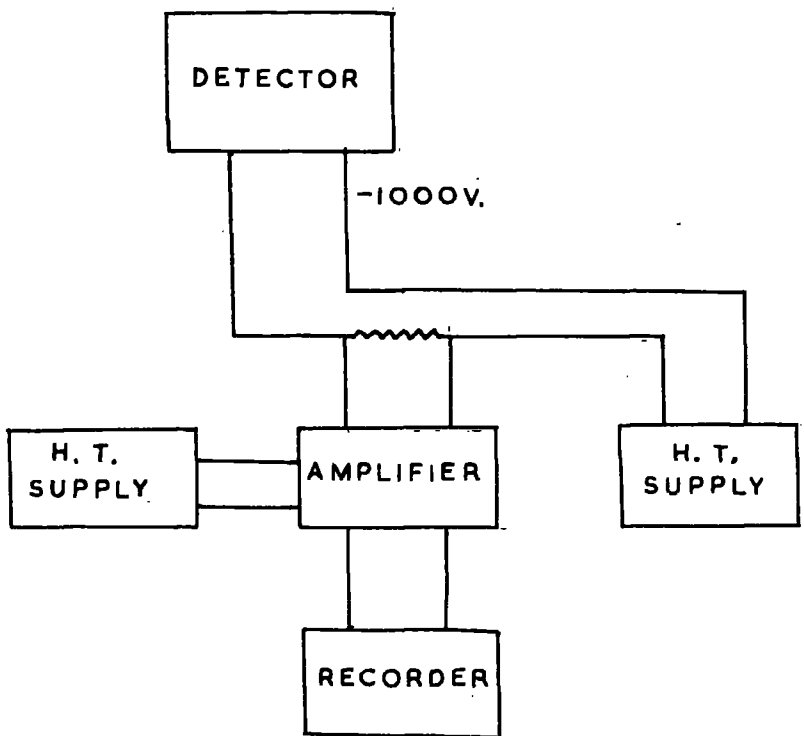 DETECTOR
-1000V.
H. T.
SUPPLY
AMPLIFIER
H. T.
SUPPLY
RECORDER